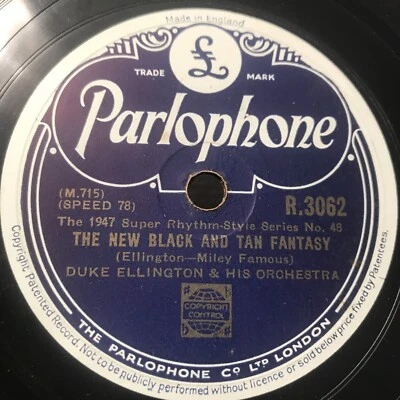 Made in England
£
TRADE MARK
Parlophone
(M.715)
(SPEED 78)
R.3062
The 1947 Super Rhythm-Style Series No. 48
THE NEW BLACK AND TAN FANTASY
(Ellington—Miley Famous)
DUKE ELLINGTON & HIS ORCHESTRA
COPYRIGHT
CONTROL
THE PARLOPHONE Co LTD LONDON
Copyright, Patented Record. Not to be publicly performed without licence or sold below price fixed by Patentees.